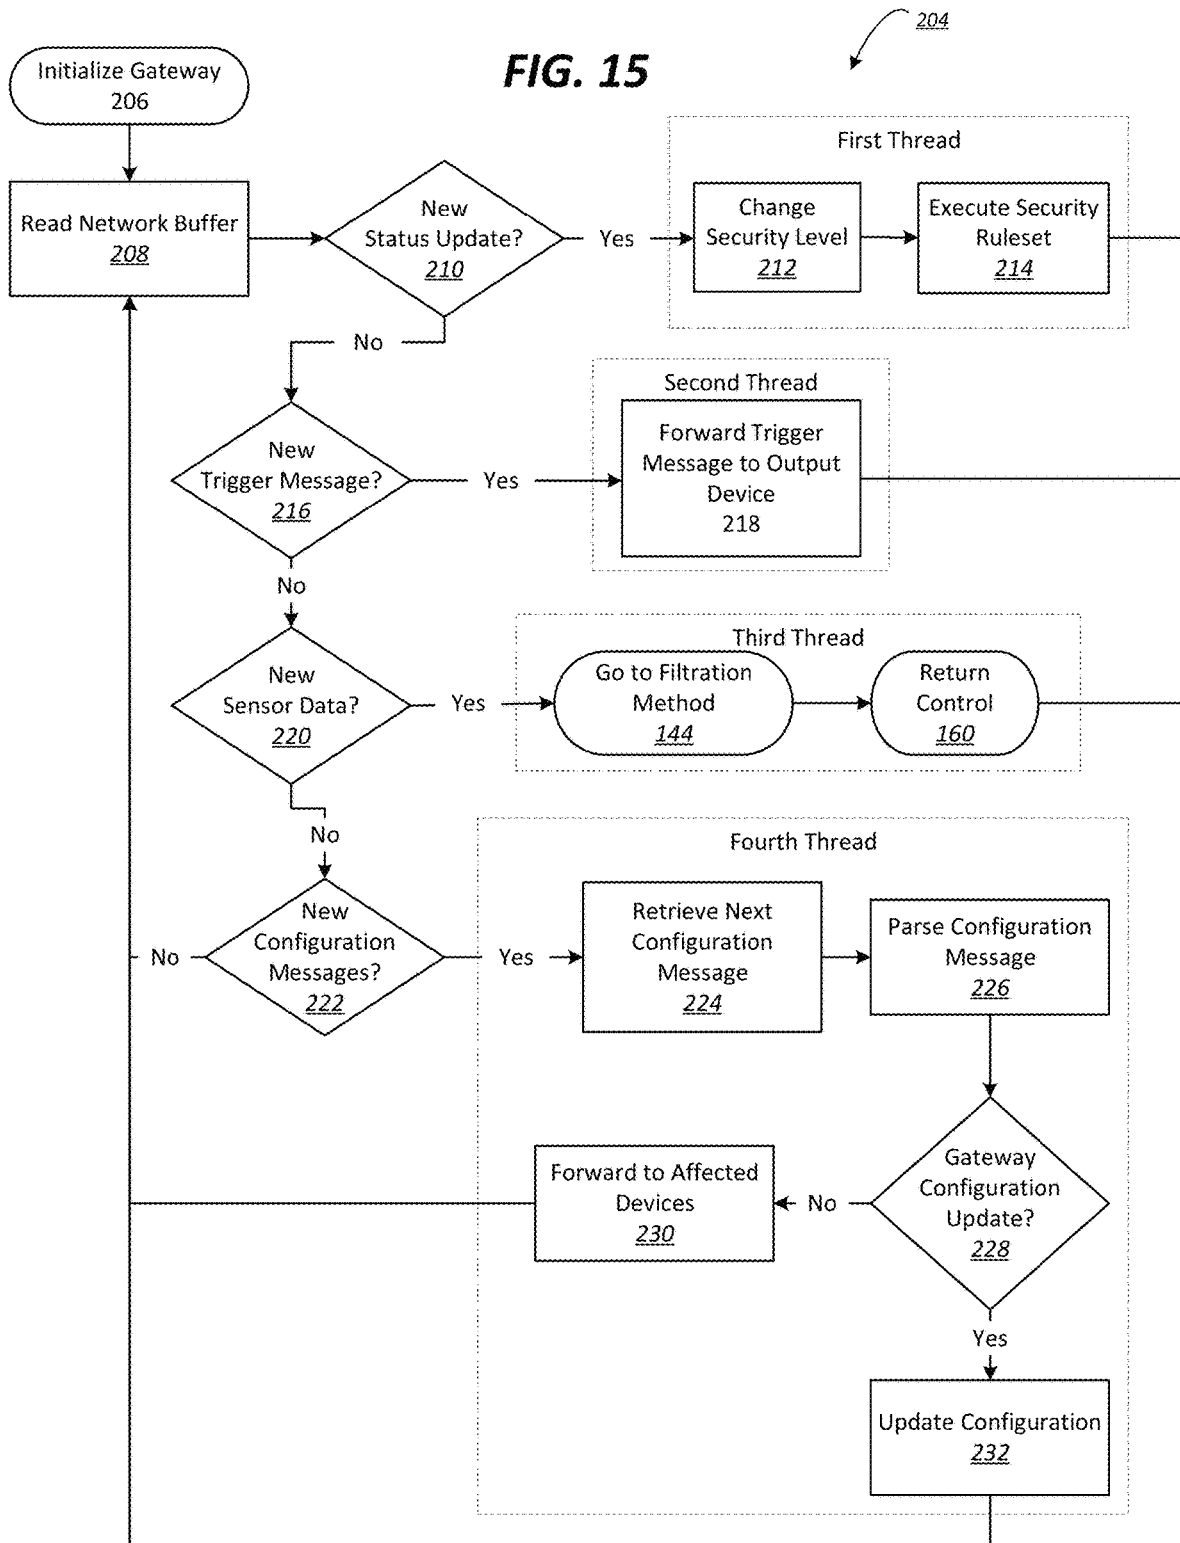 204
FIG. 15
Initialize Gateway
206
Read Network Buffer
208
New
Status Update?
210
Yes
First Thread
Change
Security Level
212
Execute Security
Ruleset
214
No
New
Trigger Message?
216
Yes
Second Thread
Forward Trigger
Message to Output
Device
218
No
New
Sensor Data?
220
Yes
Third Thread
Go to Filtration
Method
144
Return
Control
160
No
New
Configuration
Messages?
222
No
Yes
Fourth Thread
Retrieve Next
Configuration
Message
224
Parse Configuration
Message
226
Gateway
Configuration
Update?
228
No
Forward to Affected
Devices
230
Yes
Update Configuration
232